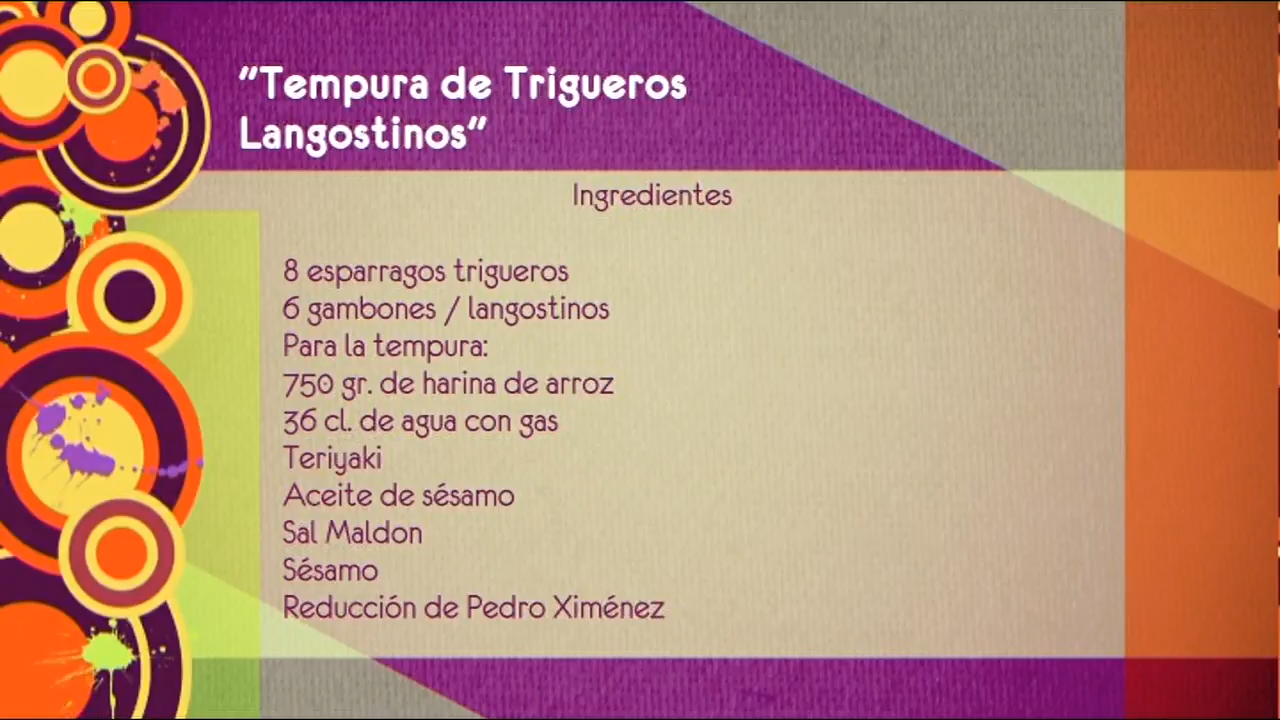 "Tempura de Trigueros
Langostinos"
Ingredientes
8 esparragos trigueros
6 gambones / langostinos
Para la tempura:
750 gr. de harina de arroz
36 cl. de agua con gas
Teriyaki
Aceite de sésamo
Sal Maldon
Sésamo
Reducción de Pedro Ximénez